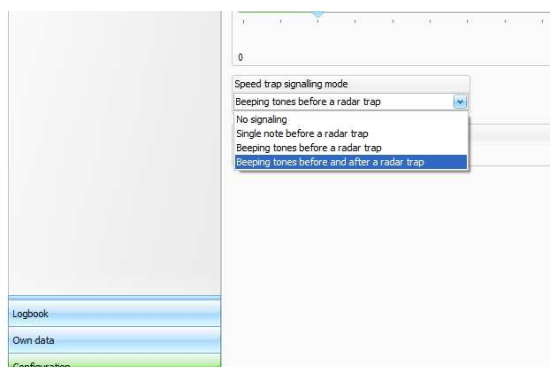 0
Speed trap signalling mode
Beeping tones before a radar trap
No signaling
Single note before a radar trap
Beeping tones before a radar trap
Beeping tones before and after a radar trap
Logbook
Own data
Configuration